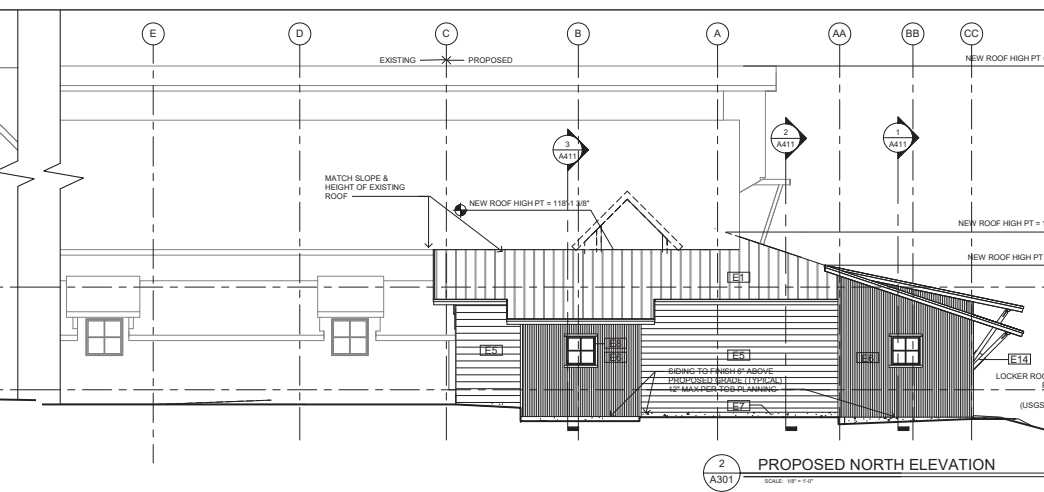 E D C B A AA BB CC
EXISTING PROPOSED
NEW ROOF HIGH PT =
3
A411
2
A411
1
A411
MATCH SLOPE &
HEIGHT OF EXISTING
ROOF
NEW ROOF HIGH PT = 118'-1 3/8"
NEW ROOF HIGH PT = 1
NEW ROOF HIGH PT
E1
E8
E6
E5
E5
E6
E14
SIDING TO FINISH 6" ABOVE
PROPOSED GRADE (TYPICAL)
12" MAX PER TOB PLANNING
E7
LOCKER ROO
(USGS
2
A301
PROPOSED NORTH ELEVATION
SCALE: 1/8" = 1'-0"